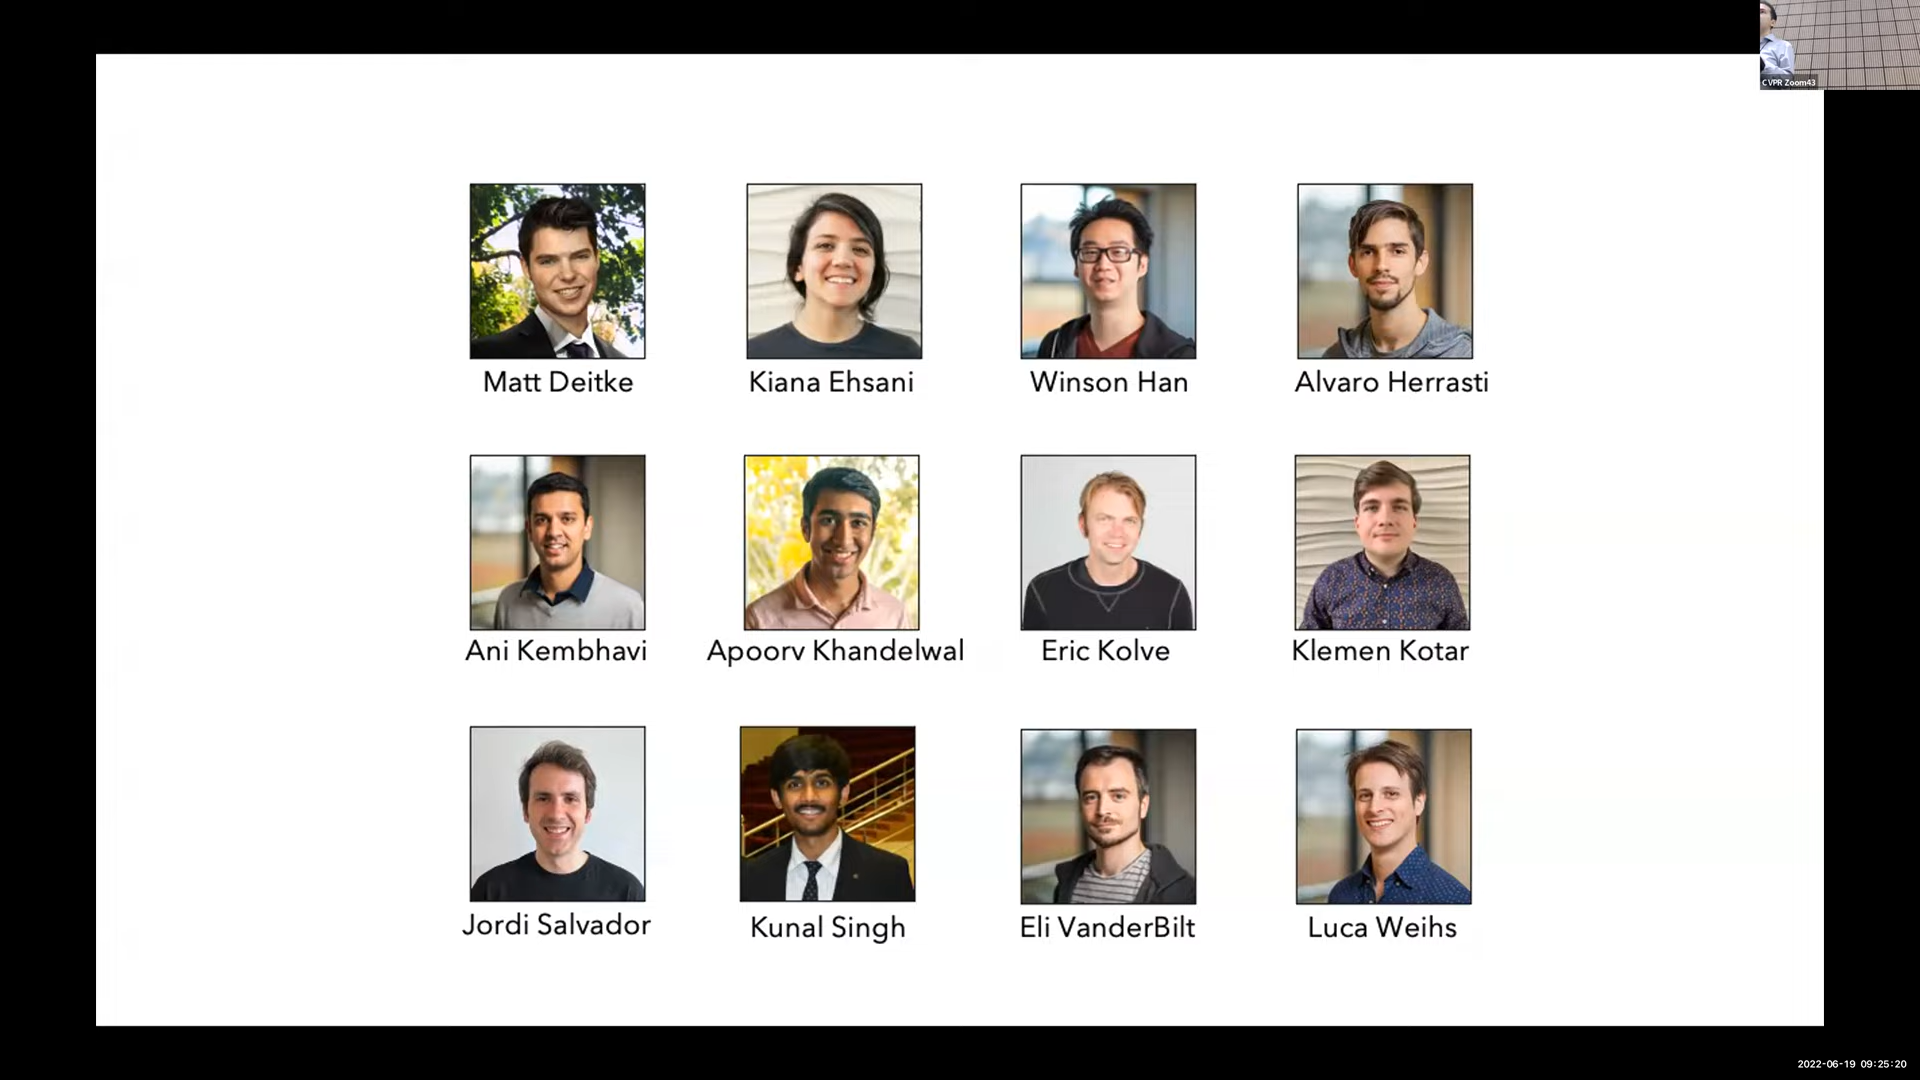 CVPR Zoom43
Matt Deitke
Kiana Ehsani
Winson Han
Alvaro Herrasti
Ani Kembhavi
Apoorv Khandelwal
Eric Kolve
Klemen Kotar
Jordi Salvador
Kunal Singh
Eli VanderBilt
Luca Weihs
2022-06-19 09:25:20